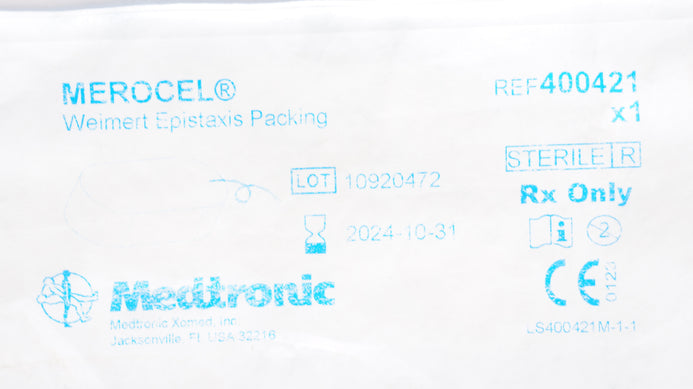 MEROCEL®
Weimert Epistaxis Packing
REF400421
x1
STERILE R
LOT 10920472
Rx Only
2024-10-31
i
2
CE 0123
Medtronic
Medtronic Xomed, Inc.
Jacksonville, FL USA 32216
LS400421M-1-1